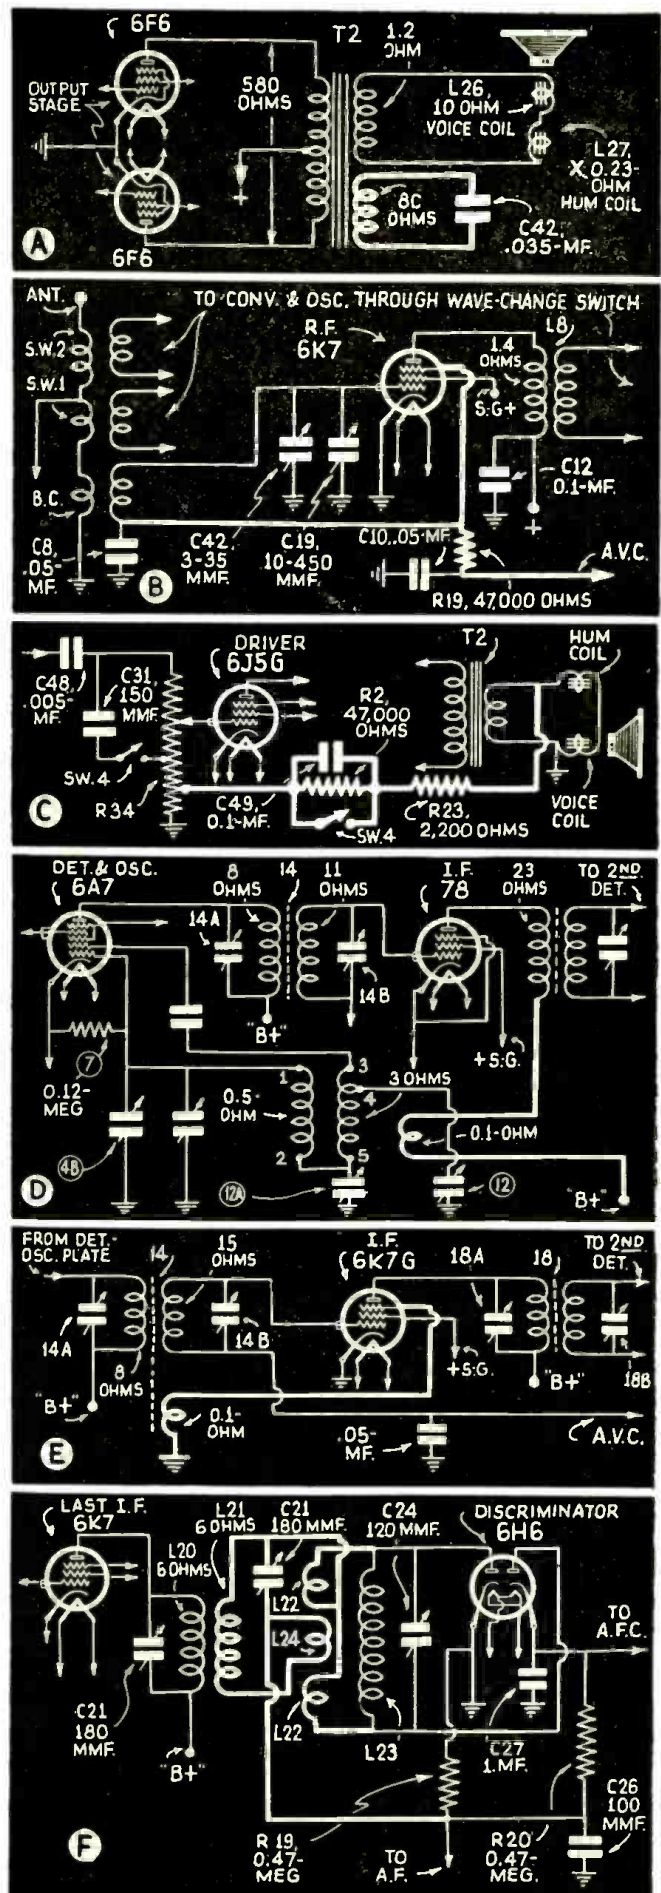 6F6
T2
1.2
OHM
OUTPUT
STAGE
580
OHMS
L26,
10 OHM
VOICE COIL
L27,
0.23-
OHM
HUM COIL
+
8C
OHMS
C42,
.035-MF.
6F6
A
ANT.
TO CONV. & OSC. THROUGH WAVE-CHANGE SWITCH
S.W.2
R.F.
6K7
L8
1.4
OHMS
S.W.1
S.G+
B.C.
C12
0.1-MF.
+
C8,
.05-
MF.
C42,
3-35
MMF.
C19,
10-450
MMF.
C10,.05-MF.
A.V.C.
R19, 47,000 OHMS
B
C48,
.005-
MF.
C31,
150
MMF.
DRIVER
6J5G
T2
HUM
COIL
R2,
47,000
OHMS
SW.4
R34
C49,
0.1-MF.
SW.4
R23,
2,200 OHMS
VOICE
COIL
C
DET. & OSC.
6A7
8
OHMS
14
11
OHMS
I.F.
78
23
OHMS
TO 2ND
DET.
14A
14B
"B+"
7
+S.G.
0.12-
MEG
1
3
3 OHMS
0.5-
OHM
4
0.1-OHM
4B
2
5
12A
12
"B+"
D
FROM DET.-
OSC. PLATE
14
15
OHMS
I.F.
6K7G
18A
18
TO 2ND
DET.
14A
14B
8
OHMS
+S.G.
"B+"
18B
"B+"
0.1-
OHM
.05-
MF.
A.V.C.
E
LAST I.F.
6K7
L21
6 OHMS
C21
180 MMF.
C24
120 MMF.
DISCRIMINATOR
6H6
L20
6 OHMS
L22
TO
A.F.C.
L24
C21
180
MMF.
L22
L23
C27
1. MF.
"B+"
C26
100
MMF.
R19,
0.47-
MEG
TO
A.F.
R20
0.47-
MEG.
F